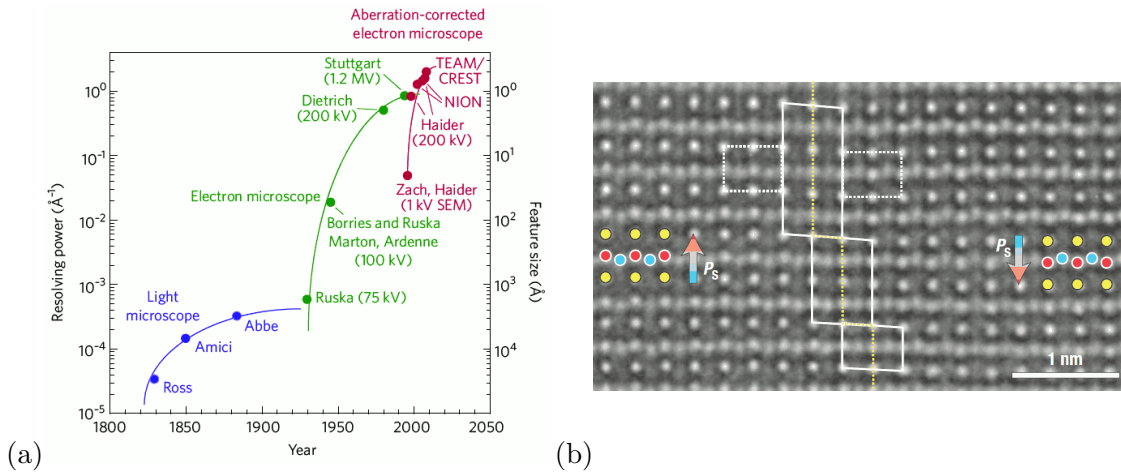 Aberration-corrected
electron microscope
Stuttgart
(1.2 MV)
TEAM/
CREST
NION
Dietrich
(200 kV)
Haider
(200 kV)
Zach, Haider
(1 kV SEM)
Electron microscope
Borries and Ruska
Marton, Ardenne
(100 kV)
Ruska (75 kV)
Light
microscope
Abbe
Amici
Ross
Resolving power (Å⁻¹)
10⁰
10⁻¹
10⁻²
10⁻³
10⁻⁴
10⁻⁵
Feature size (Å)
10⁰
10¹
10²
10³
10⁴
1800 1850 1900 1950 2000 2050
Year
(a)
Pₛ
Pₛ
1 nm
(b)